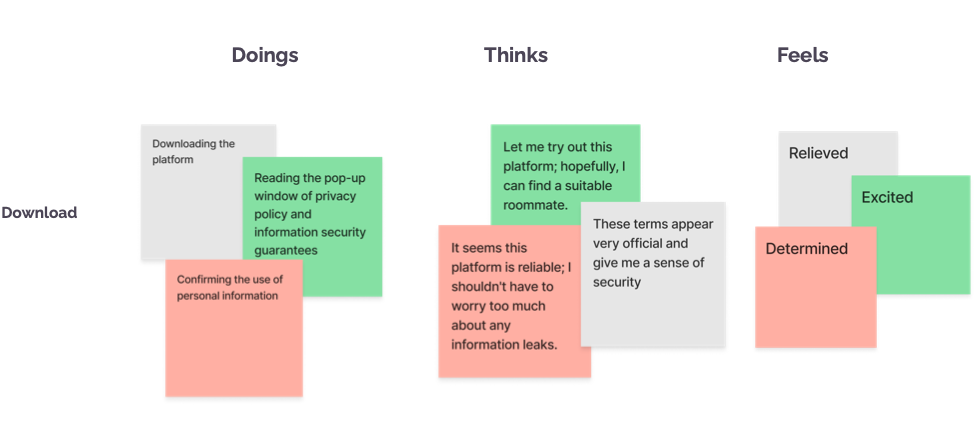 Doings
Thinks
Feels
Download
Downloading the
platform
Reading the pop-up
window of privacy
policy and
information security
guarantees
Confirming the use of
personal information
Let me try out this
platform; hopefully, I
can find a suitable
roommate.
It seems this
platform is reliable; I
shouldn't have to
worry too much
about any
information leaks.
These terms appear
very official and
give me a sense of
security
Relieved
Excited
Determined